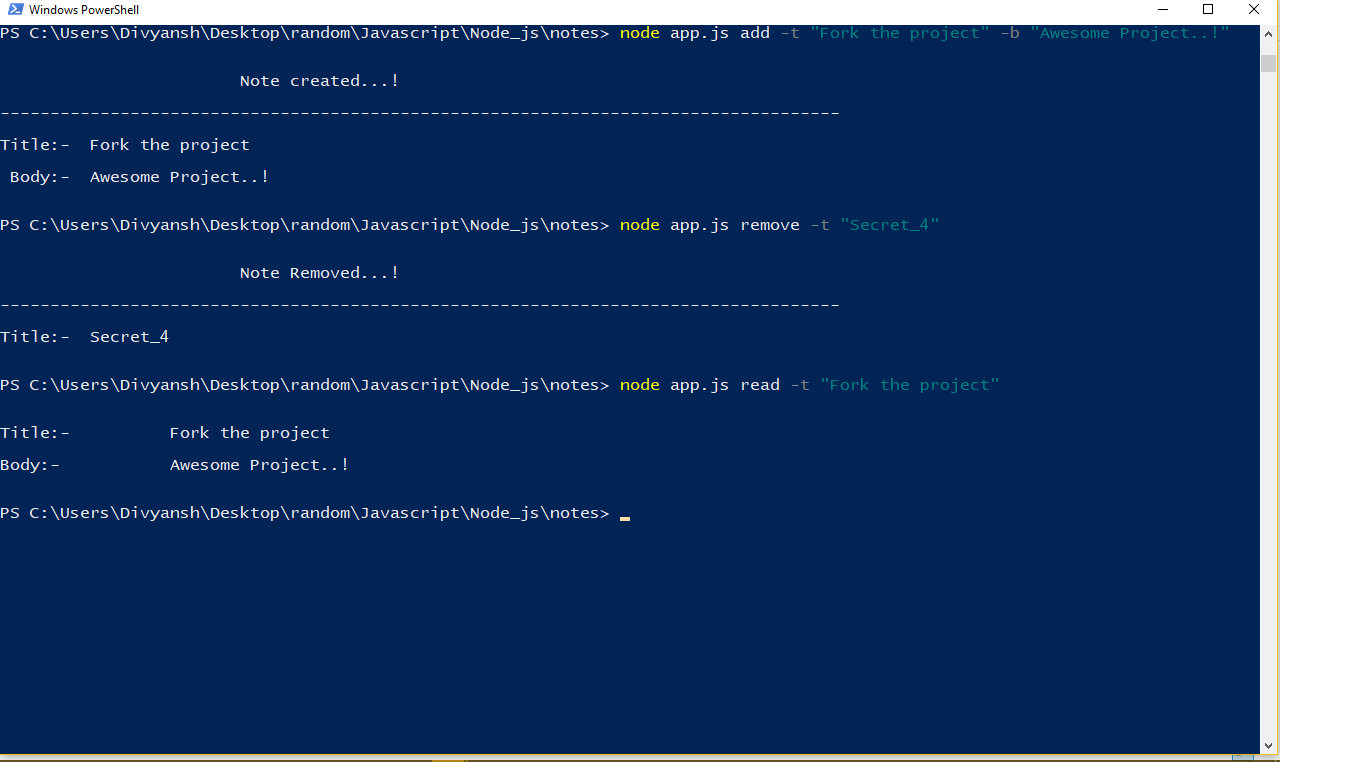 Windows PowerShell
PS C:\Users\Divyansh\Desktop\random\Javascript\Node_js\notes> node app.js add -t "Fork the project" -b "Awesome Project..!"
Note created...!
------------------------------------------------------------------------------------
Title:- Fork the project
Body:- Awesome Project..!
PS C:\Users\Divyansh\Desktop\random\Javascript\Node_js\notes> node app.js remove -t "Secret_4"
Note Removed...!
------------------------------------------------------------------------------------
Title:- Secret_4
PS C:\Users\Divyansh\Desktop\random\Javascript\Node_js\notes> node app.js read -t "Fork the project"
Title:- Fork the project
Body:- Awesome Project..!
PS C:\Users\Divyansh\Desktop\random\Javascript\Node_js\notes>